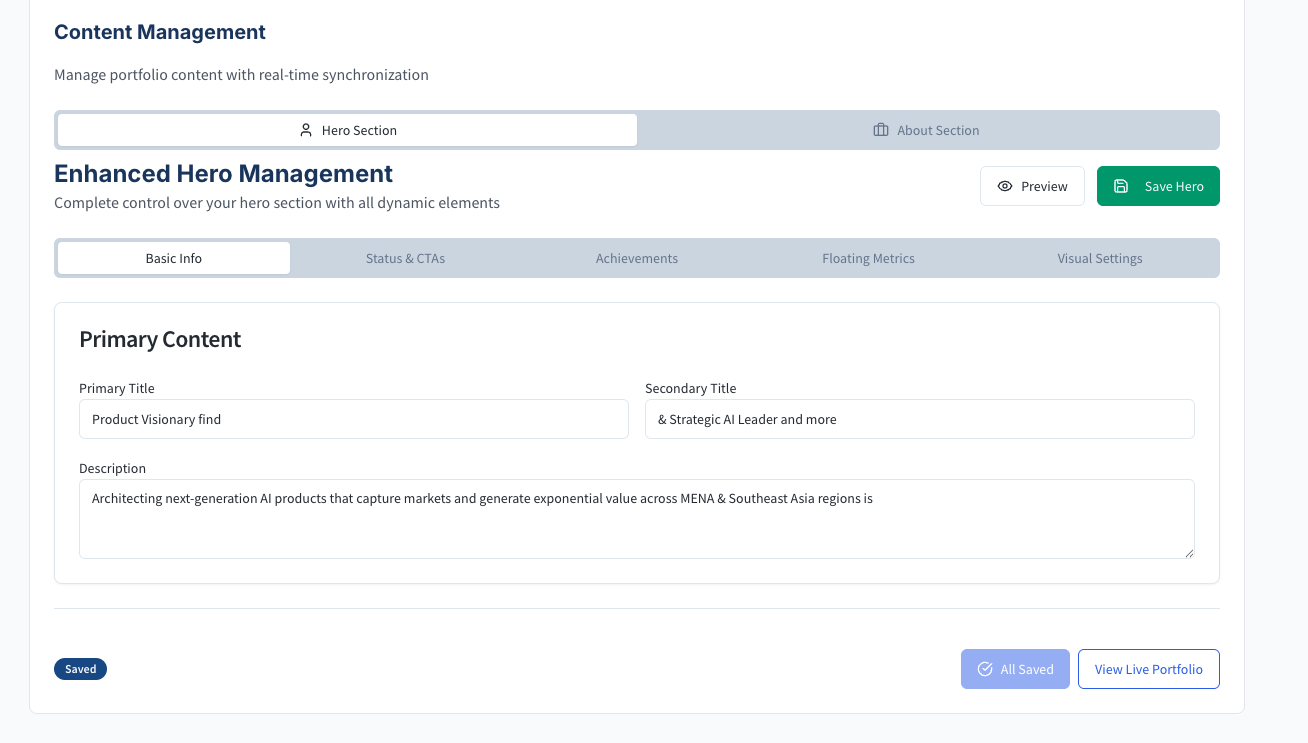 Content Management
Manage portfolio content with real-time synchronization
Hero Section
About Section
Enhanced Hero Management
Complete control over your hero section with all dynamic elements
Preview
Save Hero
Basic Info
Status & CTAs
Achievements
Floating Metrics
Visual Settings
Primary Content
Primary Title
Secondary Title
Product Visionary find
& Strategic AI Leader and more
Description
Architecting next-generation AI products that capture markets and generate exponential value across MENA & Southeast Asia regions is
Saved
All Saved
View Live Portfolio